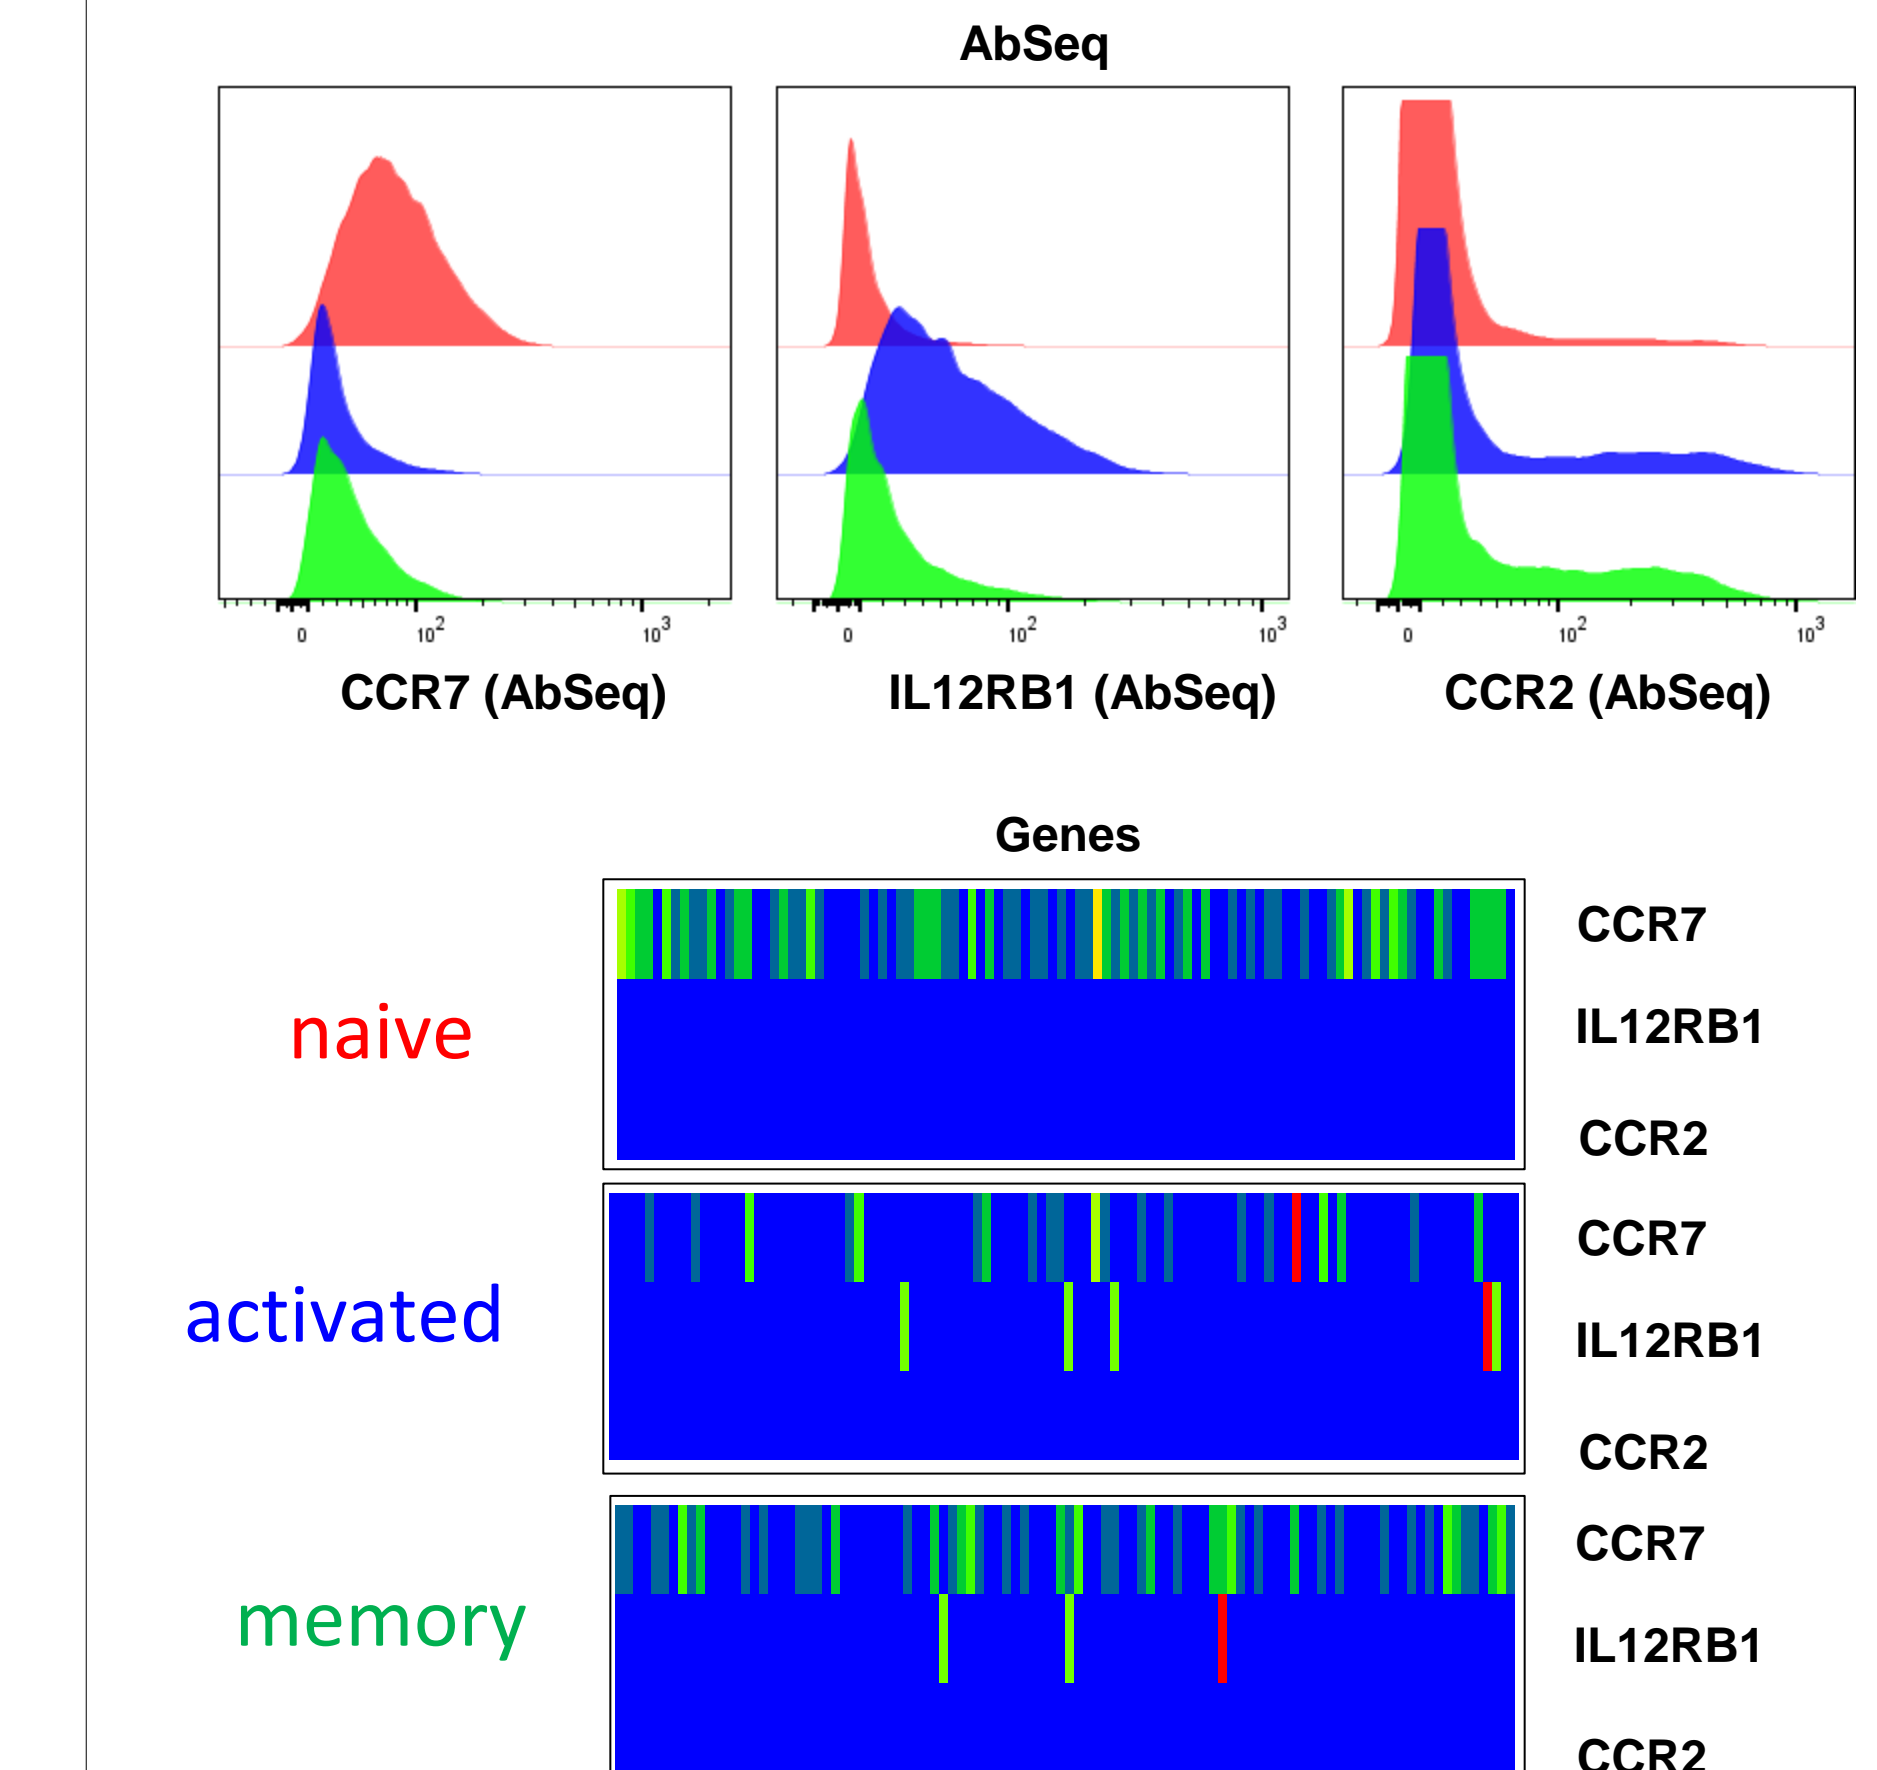 AbSeq
0 10² 10³ 0 10² 10³ 0 10² 10³
CCR7 (AbSeq) IL12RB1 (AbSeq) CCR2 (AbSeq)
Genes
CCR7
naive IL12RB1
CCR2
CCR7
activated IL12RB1
CCR2
CCR7
memory IL12RB1
CCR2